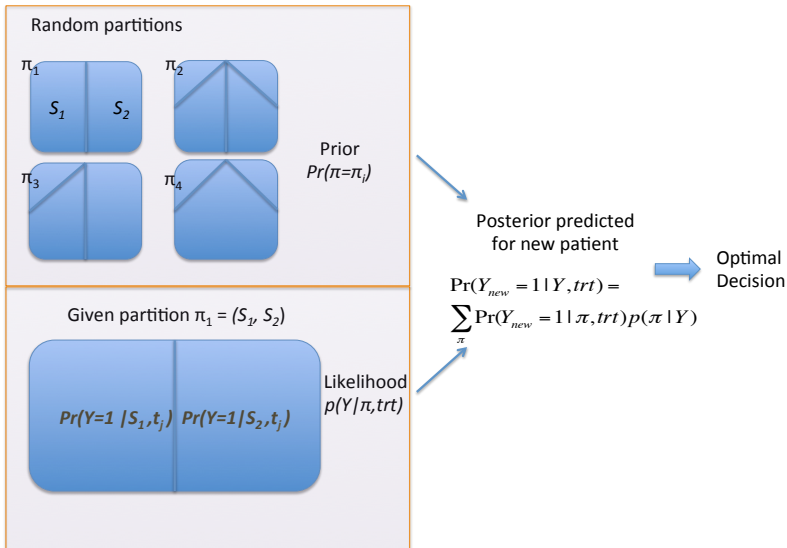 Random partitions
π₁
π₂
S₁ S₂
Prior
Pr(π=πᵢ)
π₃
π₄
Posterior predicted
for new patient
Pr(Yₙₑw = 1 | Y, trt) =
∑ Pr(Yₙₑw = 1 | π, trt) p(π | Y)
π
Optimal
Decision
Given partition π₁ = (S₁, S₂)
Likelihood
p(Y|π,trt)
Pr(Y=1 |S₁,tⱼ) Pr(Y=1|S₂,tⱼ)